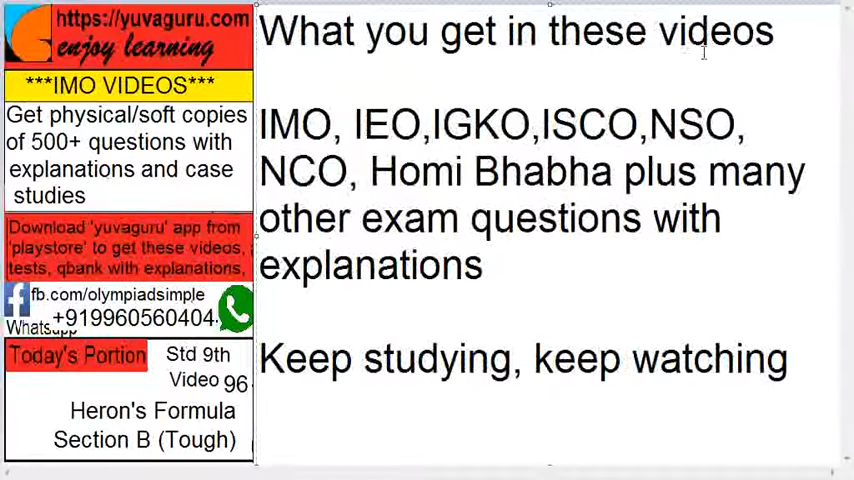 https://yuvaguru.com
enjoy learning
***IMO VIDEOS***
Get physical/soft copies
of 500+ questions with
explanations and case
studies
Download 'yuvaguru' app from
'playstore' to get these videos,
tests, qbank with explanations,
fb.com/olympiadsimple
+919960560404
Whatsapp
Today's Portion Std 9th
Video 96
Heron's Formula
Section B (Tough)
What you get in these videos
IMO, IEO,IGKO,ISCO,NSO,
NCO, Homi Bhabha plus many
other exam questions with
explanations
Keep studying, keep watching